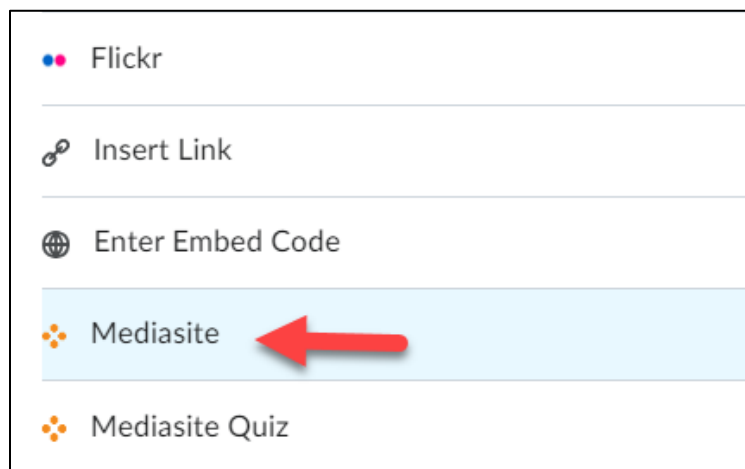 Flickr
Insert Link
Enter Embed Code
Mediasite
Mediasite Quiz